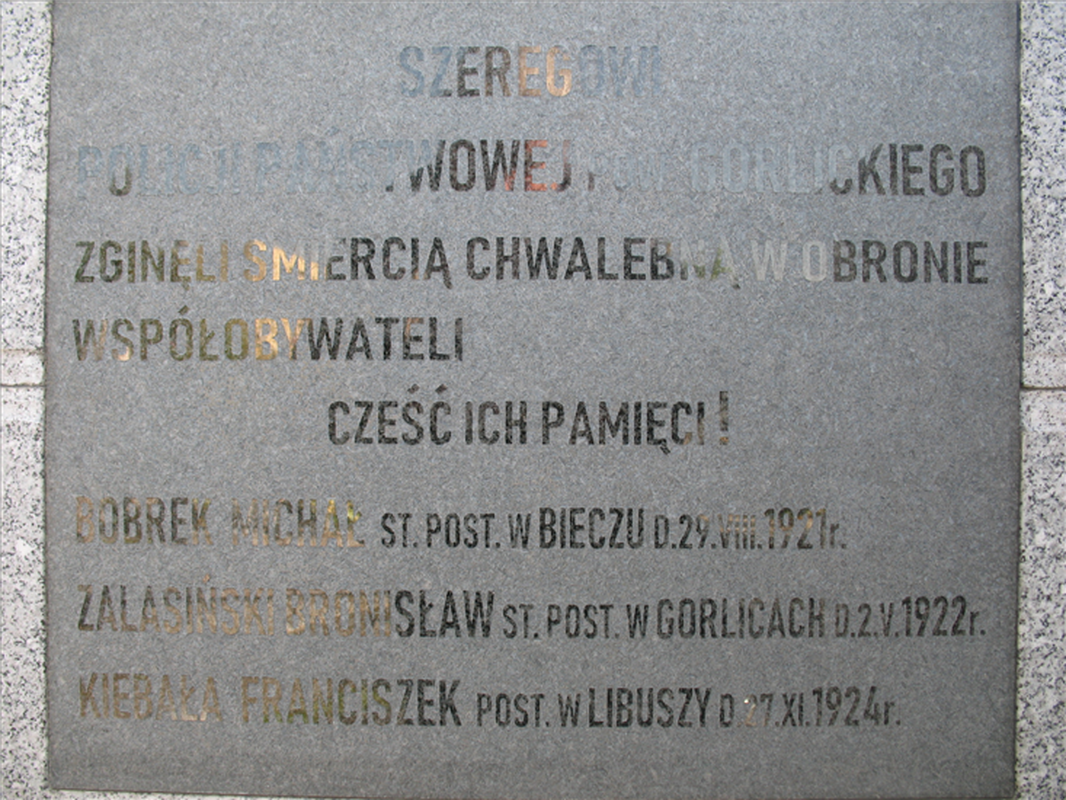 SZEREGOWI
POLICJI PAŃSTWOWEJ POW. GORLICKIEGO
ZGINĘLI ŚMIERCIĄ CHWALEBNĄ W OBRONIE
WSPÓŁOBYWATELI
CZEŚĆ ICH PAMIĘCI!
BOBREK MICHAŁ ST. POST. W BIECZU D.29.VIII.1921r.
ZALASIŃSKI BRONISŁAW ST. POST. W GORLICACH D.2.V.1922r.
KIEBAŁA FRANCISZEK POST. W LIBUSZY D 27.XI.1924r.